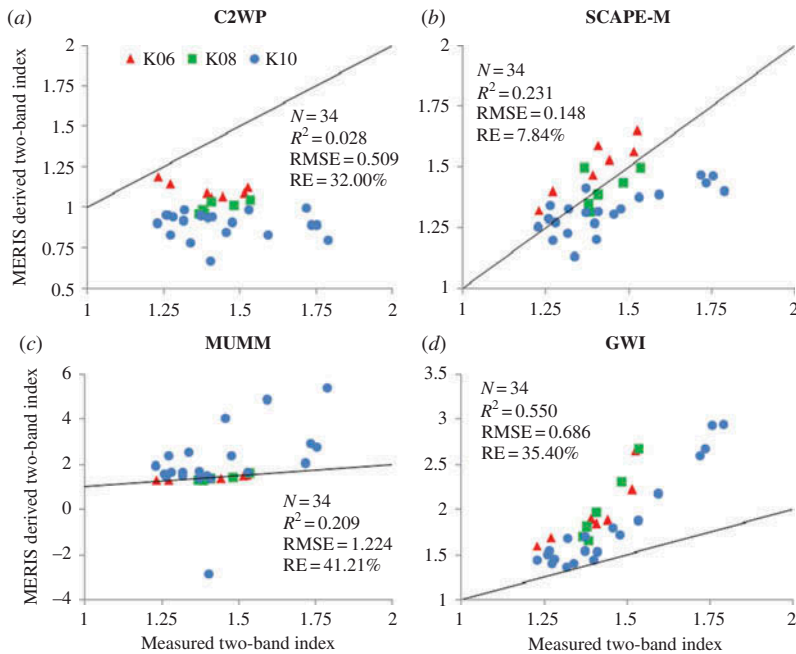 (a) C2WP
2
1.75
1.5
1.25
1
0.75
0.5
K06 K08 K10
N = 34
R² = 0.028
RMSE = 0.509
RE = 32.00%
1 1.25 1.5 1.75 2
MERIS derived two-band index
(b) SCAPE-M
2
1.75
1.5
1.25
1
N = 34
R² = 0.231
RMSE = 0.148
RE = 7.84%
1 1.25 1.5 1.75 2
(c) MUMM
6
4
2
0
−2
−4
N = 34
R² = 0.209
RMSE = 1.224
RE = 41.21%
1 1.25 1.5 1.75 2
MERIS derived two-band index
Measured two-band index
(d) GWI
3.5
3
2.5
2
1.5
1
N = 34
R² = 0.550
RMSE = 0.686
RE = 35.40%
1 1.25 1.5 1.75 2
Measured two-band index